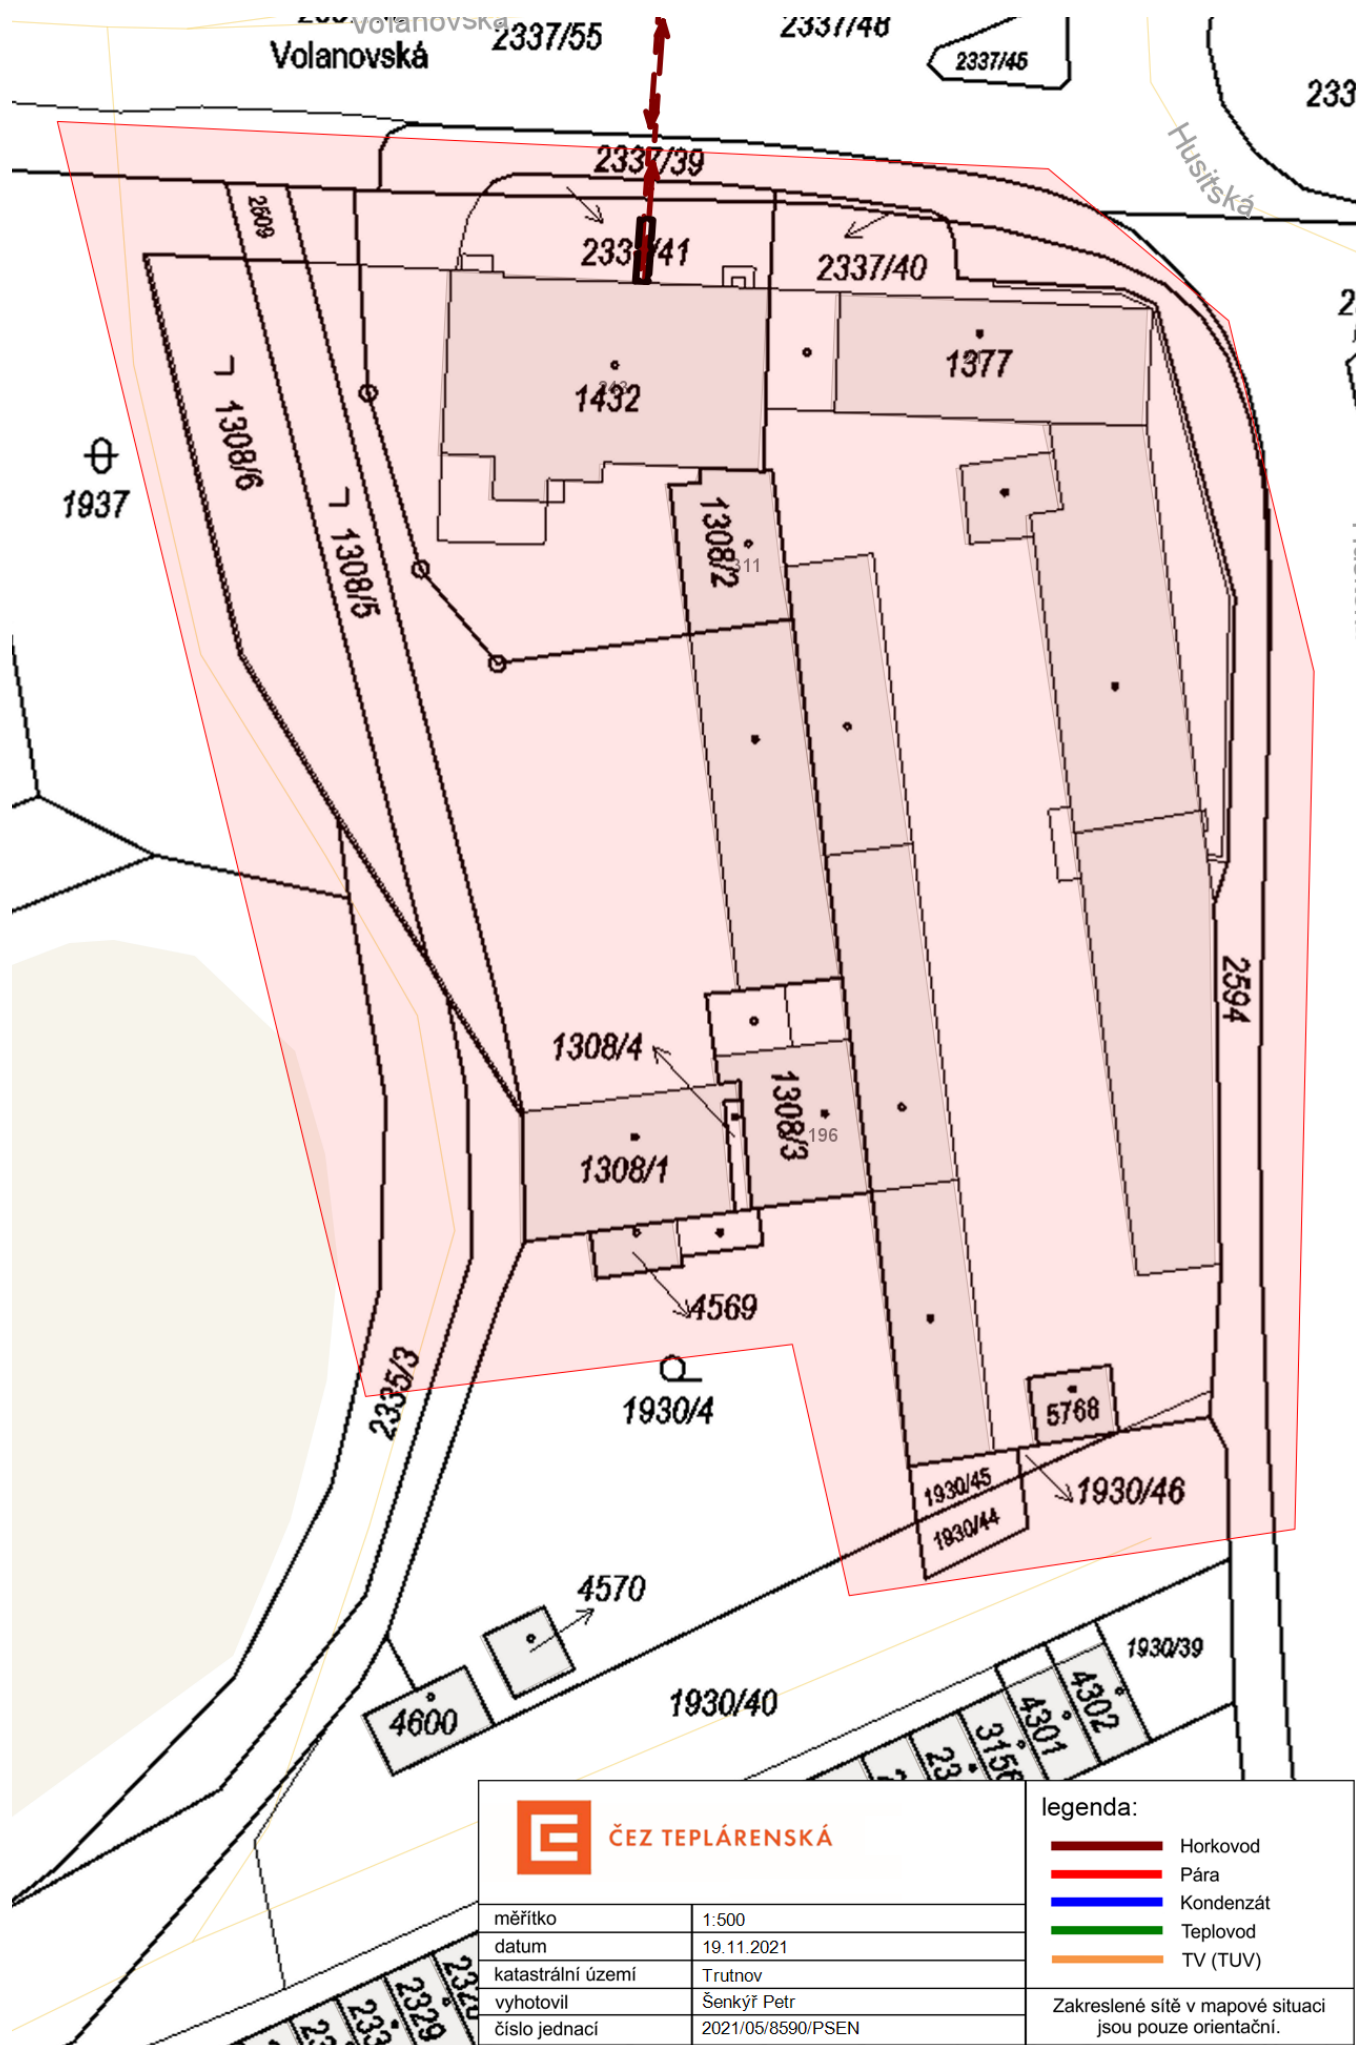 Volanovská
Volanovská
2337/55
2337/48
2337/45
2337/39
Husitská
2609
2337/41
2337/40
1377
1432
1308/6
1937
1308/5
1308/2
311
2594
1308/4
1308/3
196
1308/1
4569
2335/3
1930/4
5768
1930/45
1930/46
1930/44
4570
1930/39
1930/40
4600
4302
4301
3156
2329
ČEZ TEPLÁRENSKÁ
měřítko 1:500
datum 19.11.2021
katastrální území Trutnov
vyhotovil Šenkýř Petr
číslo jednací 2021/05/8590/PSEN
legenda:
Horkovod
Pára
Kondenzát
Teplovod
TV (TUV)
Zakreslené sítě v mapové situaci
jsou pouze orientační.